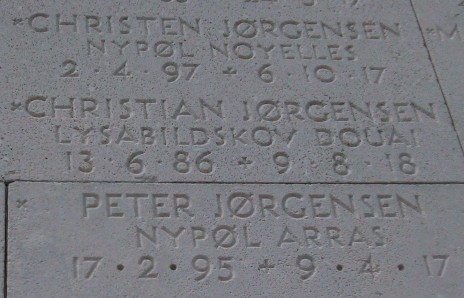 *CHRISTEN JØRGENSEN
NYPØL NOYELLES
2·4·97 + 6·10·17
*CHRISTIAN JØRGENSEN
LYSABILDSKOV BOUAI
13·6·86 + 9·8·18
* PETER JØRGENSEN
NYPØL ARRAS
17·2·95 + 9·4·17